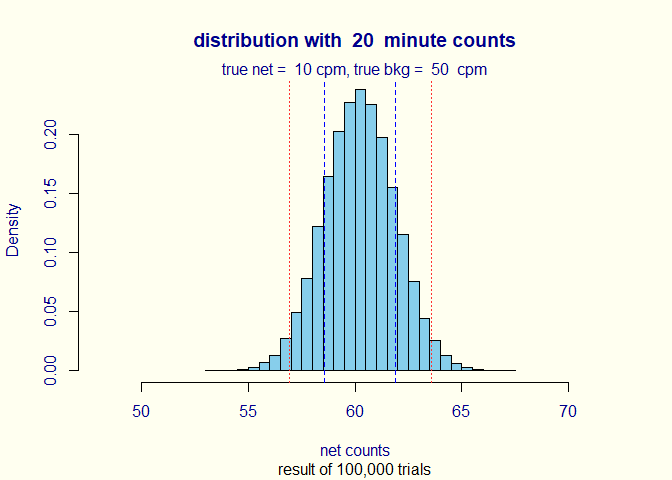 distribution with  20  minute counts
true net =  10 cpm, true bkg =  50  cpm
Density
0.20
0.15
0.10
0.05
0.00
50 55 60 65 70
net counts
result of 100,000 trials